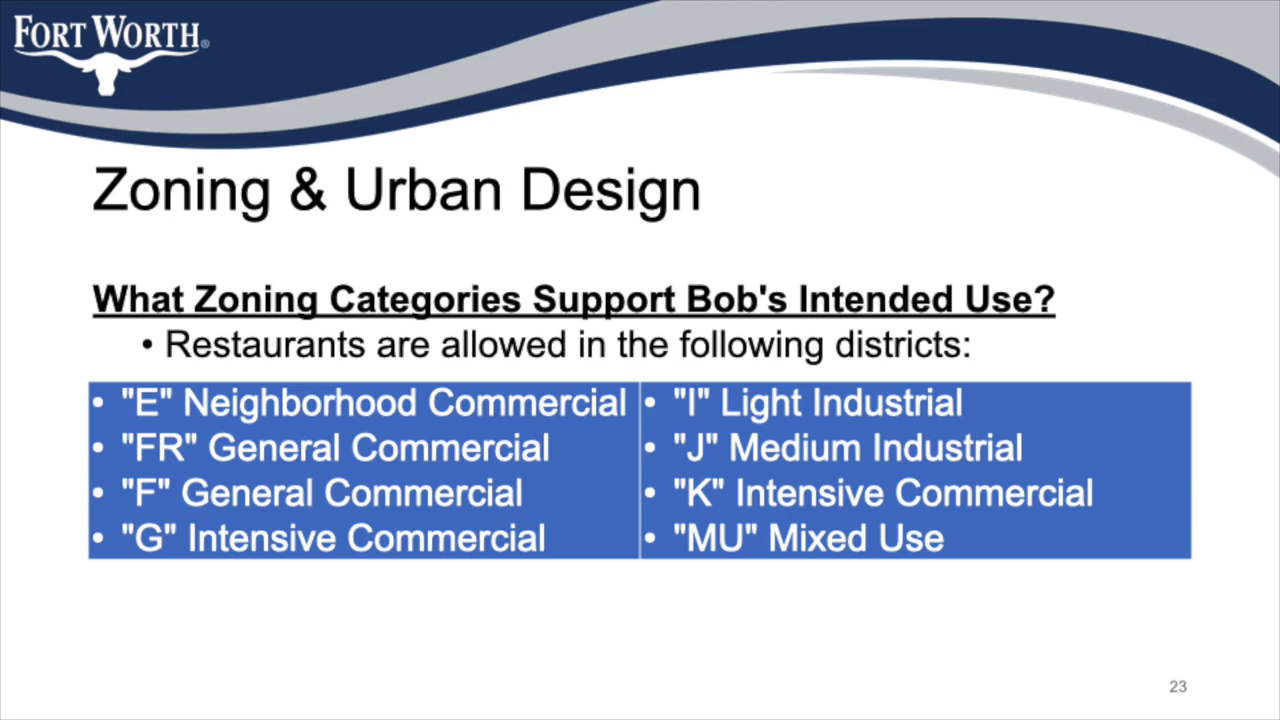 FORT WORTH®
Zoning & Urban Design
What Zoning Categories Support Bob's Intended Use?
• Restaurants are allowed in the following districts:
• "E" Neighborhood Commercial
• "FR" General Commercial
• "F" General Commercial
• "G" Intensive Commercial
• "I" Light Industrial
• "J" Medium Industrial
• "K" Intensive Commercial
• "MU" Mixed Use
23